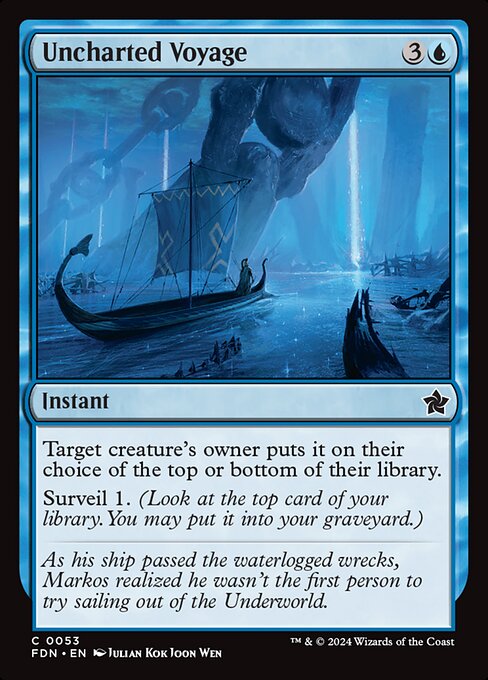 Uncharted Voyage 3
Instant
Target creature's owner puts it on their
choice of the top or bottom of their library.
Surveil 1. (Look at the top card of your
library. You may put it into your graveyard.)
As his ship passed the waterlogged wrecks,
Markos realized he wasn't the first person to
try sailing out of the Underworld.
C 0053
FDN • EN Julian Kok Joon Wen
™ & © 2024 Wizards of the Coast